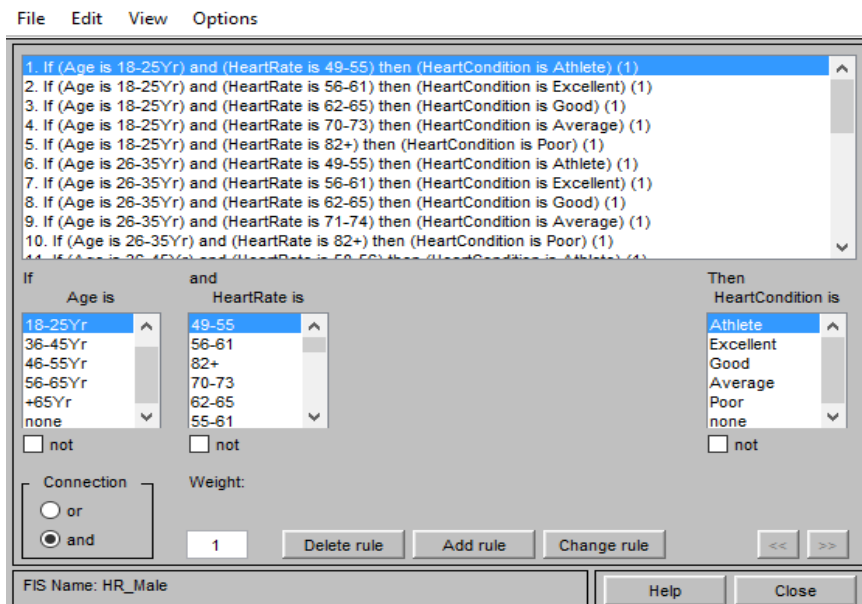 File Edit View Options
1. If (Age is 18-25Yr) and (HeartRate is 49-55) then (HeartCondition is Athlete) (1)
2. If (Age is 18-25Yr) and (HeartRate is 56-61) then (HeartCondition is Excellent) (1)
3. If (Age is 18-25Yr) and (HeartRate is 62-65) then (HeartCondition is Good) (1)
4. If (Age is 18-25Yr) and (HeartRate is 70-73) then (HeartCondition is Average) (1)
5. If (Age is 18-25Yr) and (HeartRate is 82+) then (HeartCondition is Poor) (1)
6. If (Age is 26-35Yr) and (HeartRate is 49-55) then (HeartCondition is Athlete) (1)
7. If (Age is 26-35Yr) and (HeartRate is 56-61) then (HeartCondition is Excellent) (1)
8. If (Age is 26-35Yr) and (HeartRate is 62-65) then (HeartCondition is Good) (1)
9. If (Age is 26-35Yr) and (HeartRate is 71-74) then (HeartCondition is Average) (1)
10. If (Age is 26-35Yr) and (HeartRate is 82+) then (HeartCondition is Poor) (1)
If and Then
Age is HeartRate is HeartCondition is
18-25Yr 49-55 Athlete
36-45Yr 56-61 Excellent
46-55Yr 82+ Good
56-65Yr 70-73 Average
+65Yr 62-65 Poor
none 55-61 none
not not not
Connection Weight:
or
and 1 Delete rule Add rule Change rule << >>
FIS Name: HR_Male Help Close